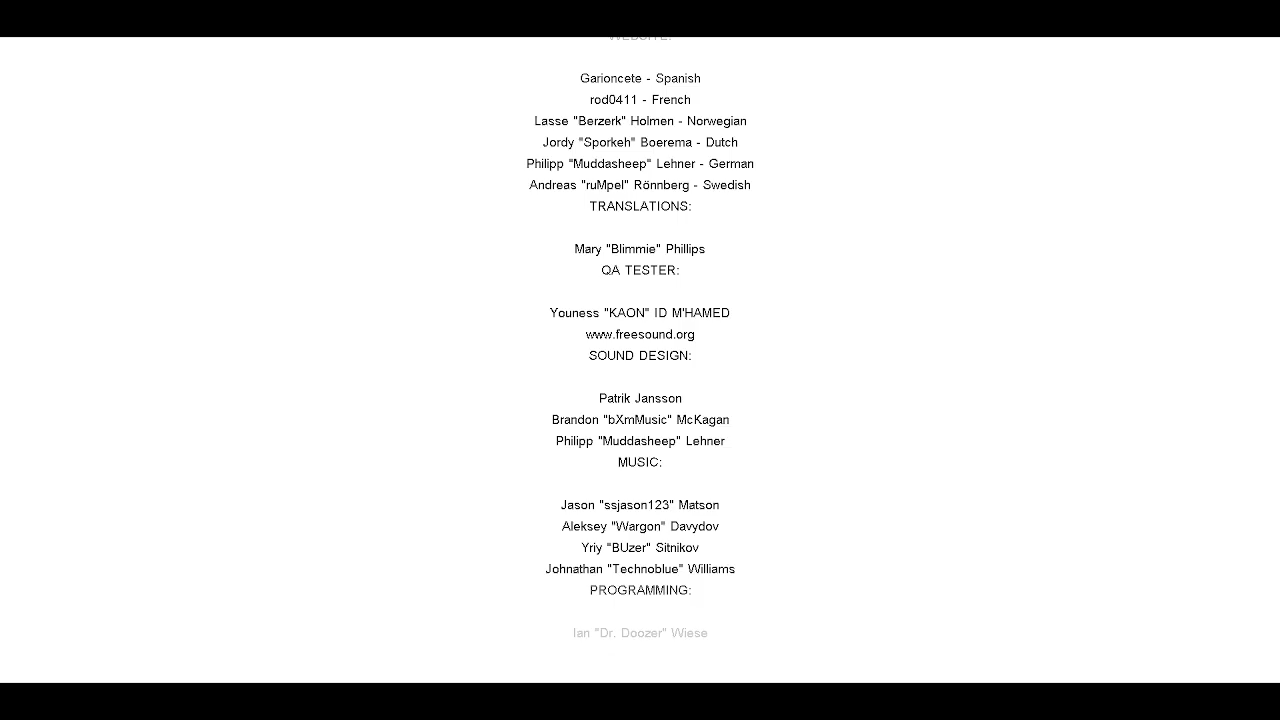 WEBSITE:
Garioncete - Spanish
rod0411 - French
Lasse "Berzerk" Holmen - Norwegian
Jordy "Sporkeh" Boerema - Dutch
Philipp "Muddasheep" Lehner - German
Andreas "ruMpel" Rönnberg - Swedish
TRANSLATIONS:
Mary "Blimmie" Phillips
QA TESTER:
Youness "KAON" ID M'HAMED
www.freesound.org
SOUND DESIGN:
Patrik Jansson
Brandon "bXmMusic" McKagan
Philipp "Muddasheep" Lehner
MUSIC:
Jason "ssjason123" Matson
Aleksey "Wargon" Davydov
Yriy "BUzer" Sitnikov
Johnathan "Technoblue" Williams
PROGRAMMING:
Ian "Dr. Doozer" Wiese